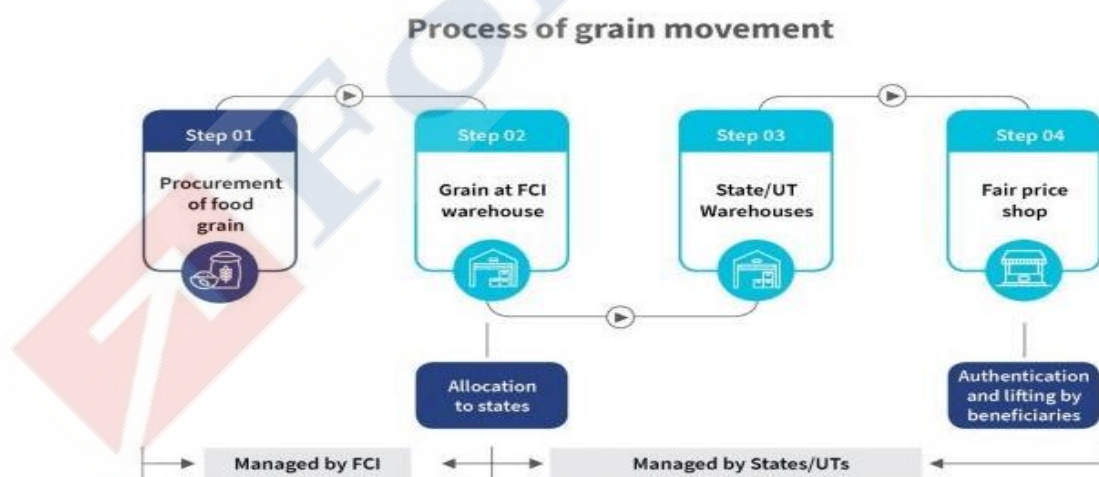 Process of grain movement
Step 01
Procurement
of food
grain
Step 02
Grain at FCI
warehouse
Step 03
State/UT
Warehouses
Step 04
Fair price
shop
Allocation
to states
Authentication
and lifting by
beneficiaries
Managed by FCI
Managed by States/UTs